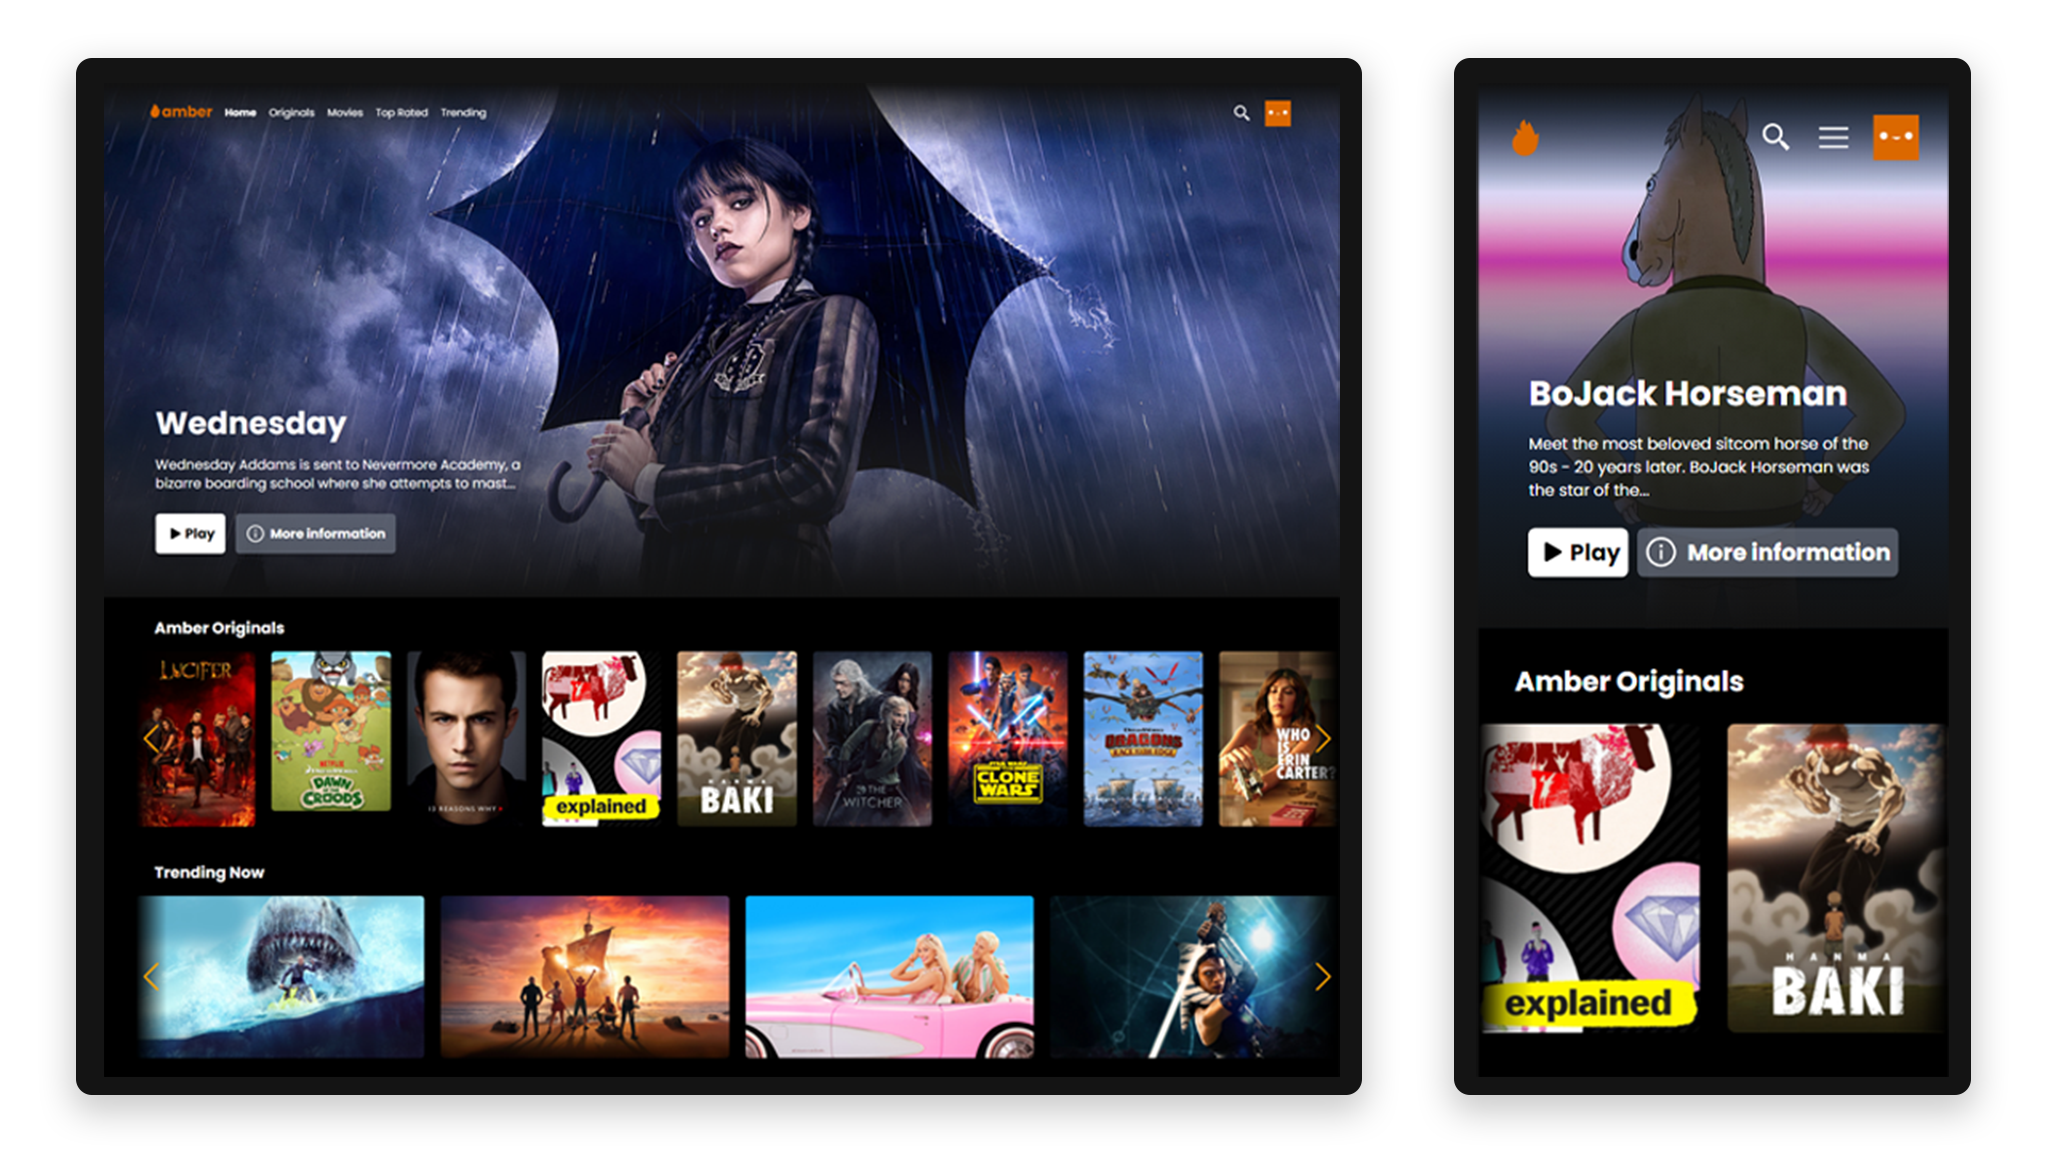 amber Home Originals Movies Top Rated Trending
Wednesday
Wednesday Addams is sent to Nevermore Academy, a
bizarre boarding school where she attempts to mast...
Play More information
Amber Originals
LUCIFER
NETFLIX
DAWN
CROODS
13 REASONS WHY
explained
HANMA
BAKI
THE
WITCHER
STAR WARS
CLONE
WARS
DRAGONS
WHO
IS
ERIN
CARTER?
Trending Now
BoJack Horseman
Meet the most beloved sitcom horse of the
90s - 20 years later. BoJack Horseman was
the star of the...
Play More information
Amber Originals
explained
HANMA
BAKI